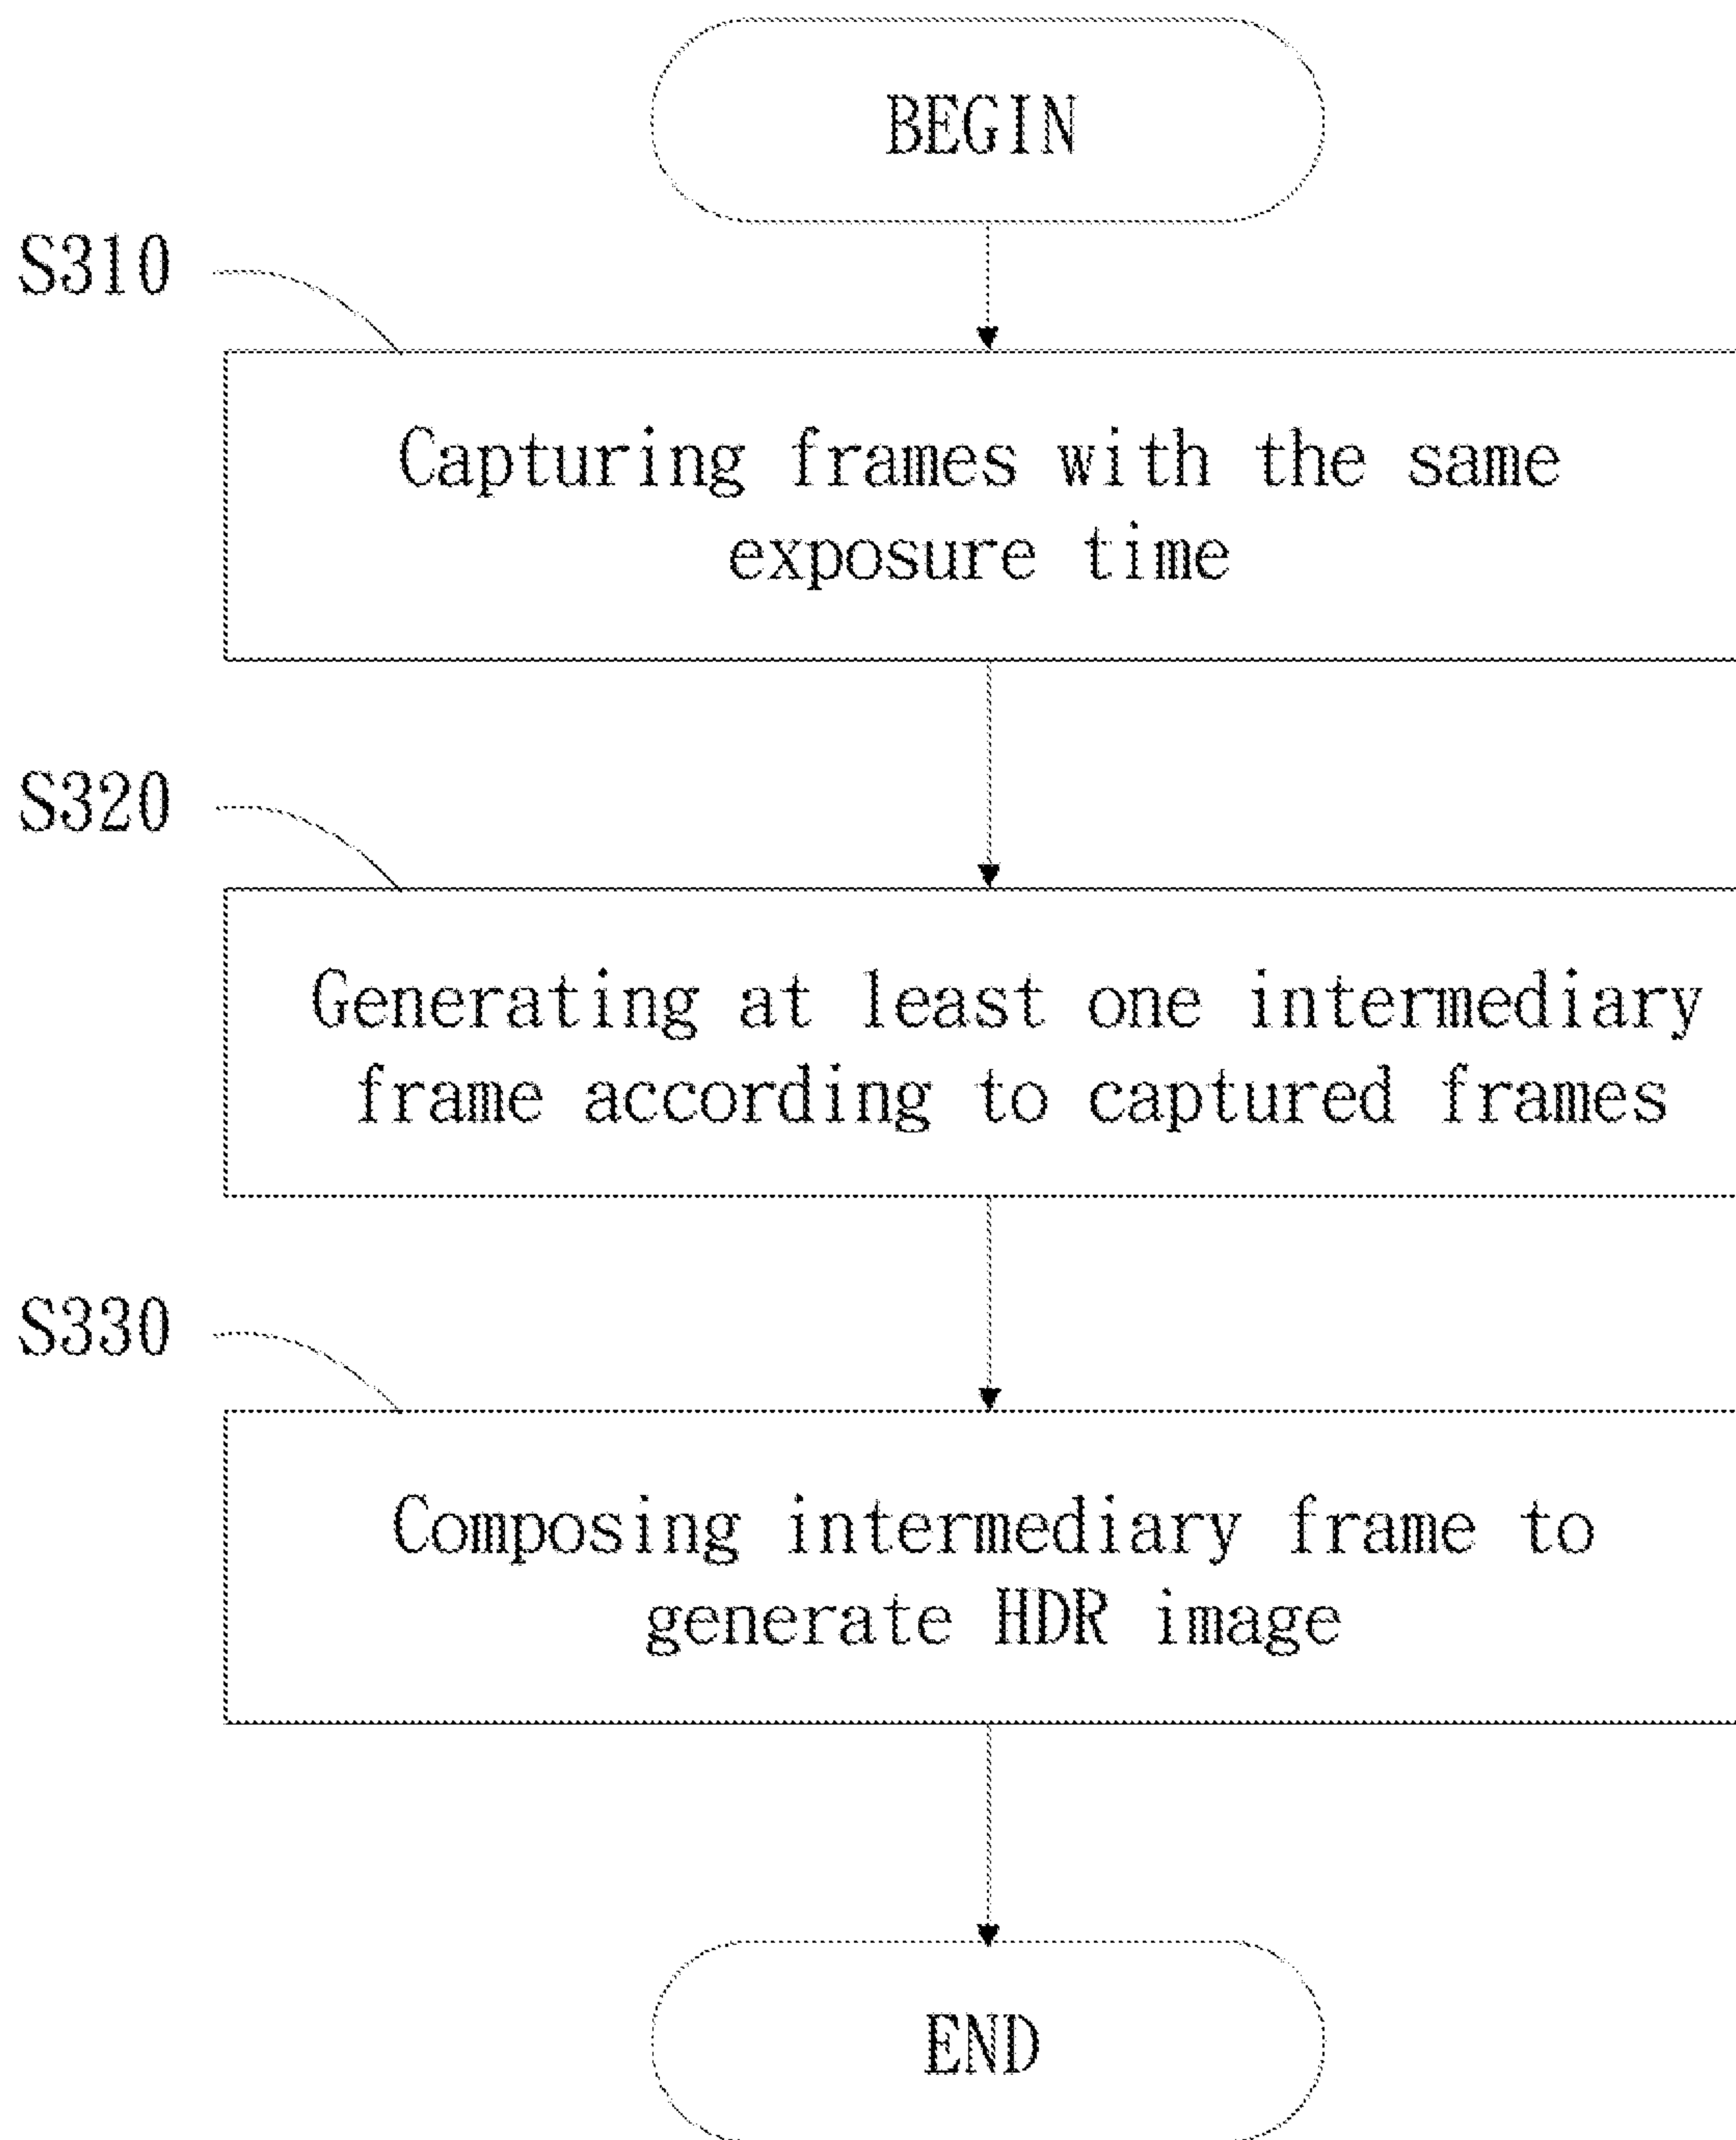 BEGIN
S310
Capturing frames with the same
exposure time
S320
Generating at least one intermediary
frame according to captured frames
S330
Composing intermediary frame to
generate HDR image
END